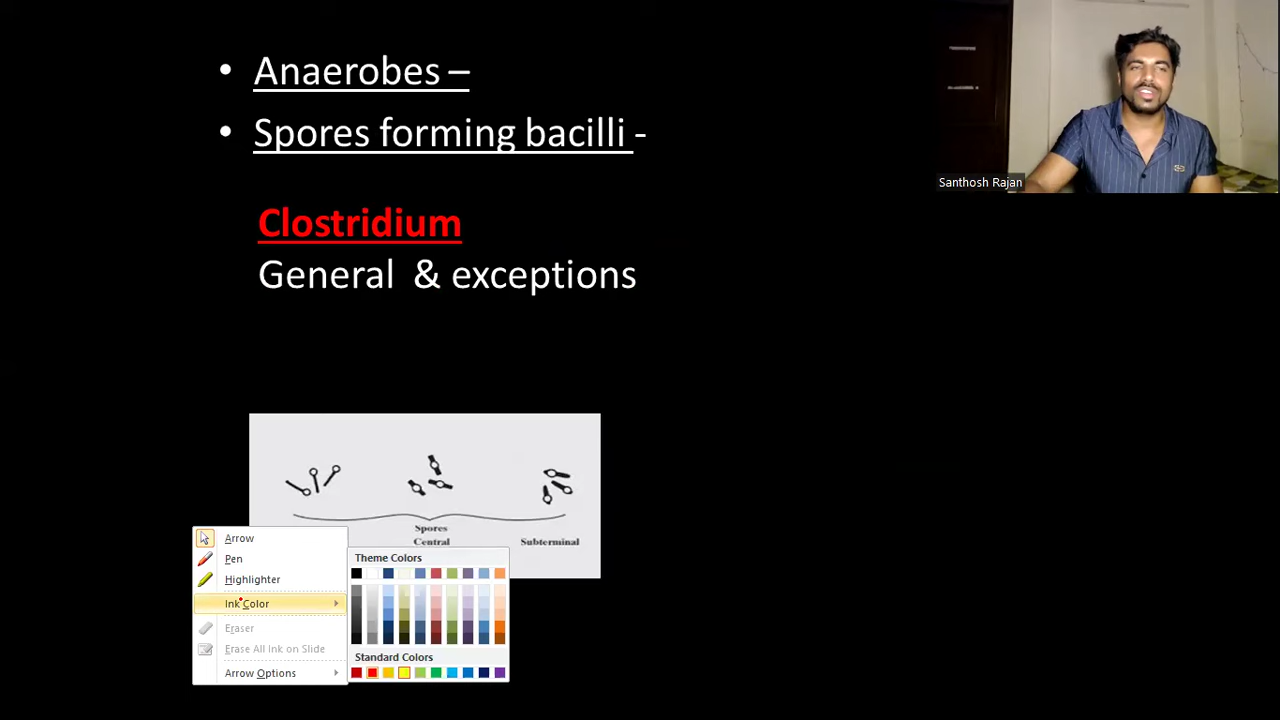 • Anaerobes –
• Spores forming bacilli -
Clostridium
General & exceptions
Santhosh Rajan
Spores
Central
Subterminal
Arrow
Pen
Highlighter
Ink Color
Eraser
Erase All Ink on Slide
Arrow Options
Theme Colors
Standard Colors